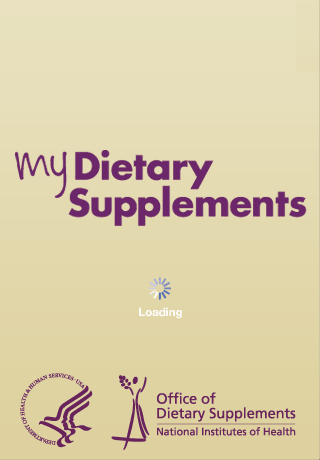 my Dietary
Supplements
Loading
DEPARTMENT OF HEALTH & HUMAN SERVICES · USA
Office of
Dietary Supplements
National Institutes of Health